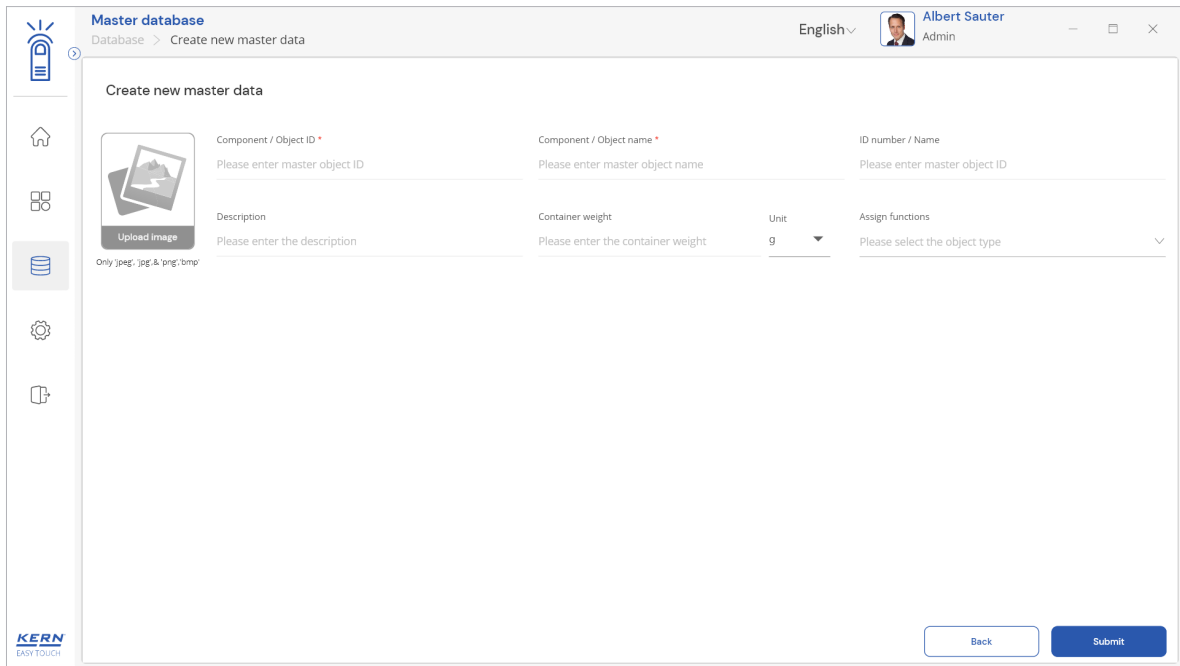 Master database
Database > Create new master data
English
Albert Sauter
Admin
Create new master data
Component / Object ID *
Please enter master object ID
Component / Object name *
Please enter master object name
ID number / Name
Please enter master object ID
Upload image
Only 'jpeg', 'jpg',& 'png','bmp'
Description
Please enter the description
Container weight
Please enter the container weight
Unit
g
Assign functions
Please select the object type
KERN
EASY TOUCH
Back
Submit